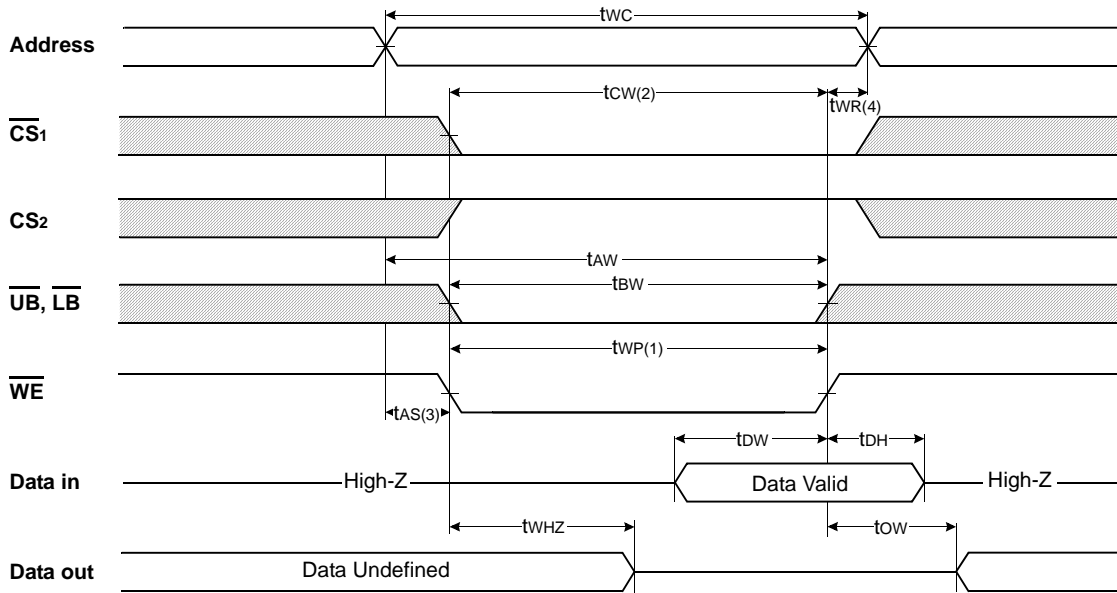 tWC
Address
tCW(2)
tWR(4)
CS1
CS2
tAW
tBW
UB, LB
tWP(1)
WE
tAS(3)
tDW
tDH
Data in
High-Z
Data Valid
High-Z
tWHZ
tOW
Data out
Data Undefined